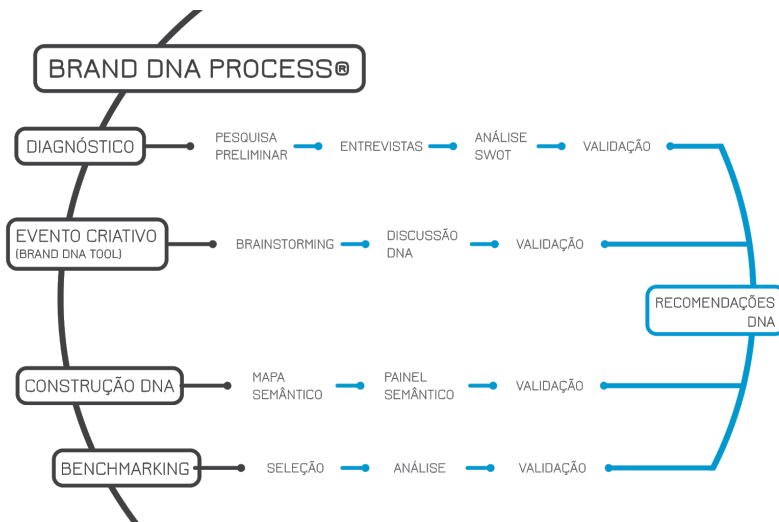 BRAND DNA PROCESS®
DIAGNÓSTICO
PESQUISA
PRELIMINAR
ENTREVISTAS
ANÁLISE
SWOT
VALIDAÇÃO
EVENTO CRIATIVO
(BRAND DNA TOOL)
BRAINSTORMING
DISCUSSÃO
DNA
VALIDAÇÃO
RECOMENDAÇÕES
DNA
CONSTRUÇÃO DNA
MAPA
SEMÂNTICO
PAINEL
SEMÂNTICO
VALIDAÇÃO
BENCHMARKING
SELEÇÃO
ANÁLISE
VALIDAÇÃO